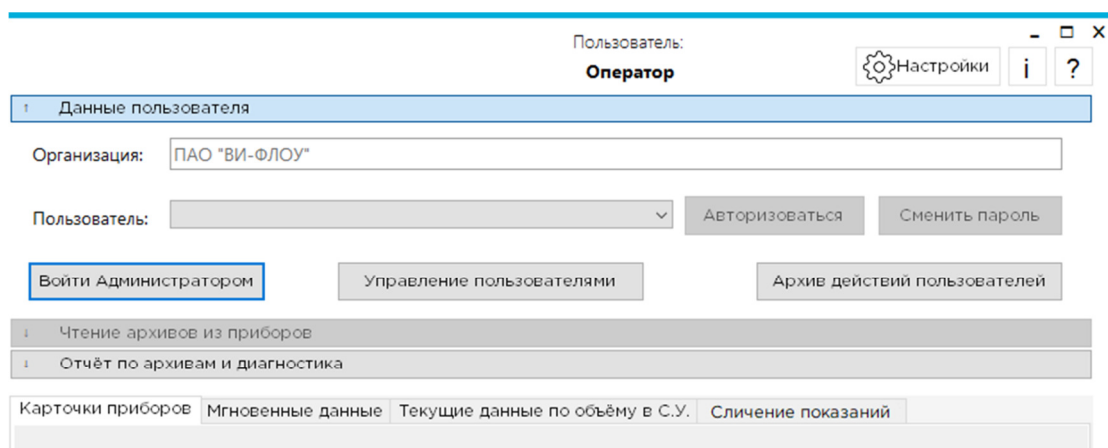 Пользователь:
Оператор
Настройки i ?
Данные пользователя
Организация: ПАО "ВИ-ФЛОУ"
Пользователь: Авторизоваться Сменить пароль
Войти Администратором Управление пользователями Архив действий пользователей
Чтение архивов из приборов
Отчёт по архивам и диагностика
Карточки приборов Мгновенные данные Текущие данные по объёму в С.У. Сличение показаний